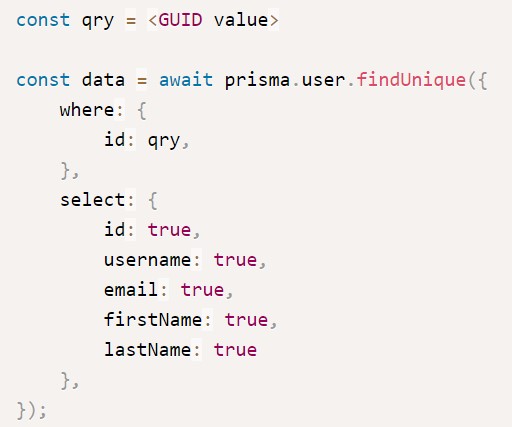 const qry = <GUID value>
const data = await prisma.user.findUnique({
    where: {
        id: qry,
    },
    select: {
        id: true,
        username: true,
        email: true,
        firstName: true,
        lastName: true
    },
});